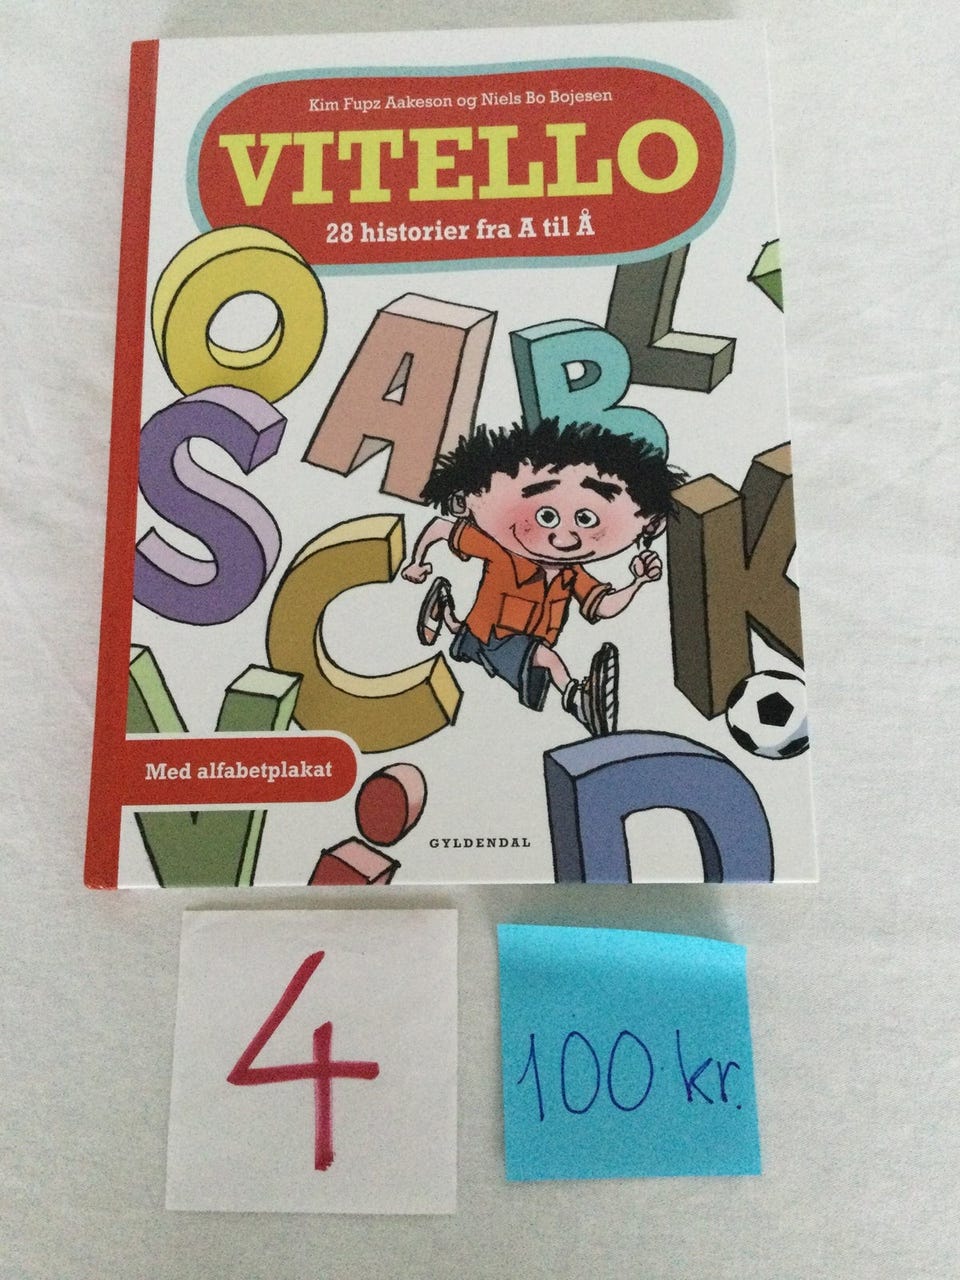 Kim Fupz Aakeson og Niels Bo Bojesen
VITELLO
28 historier fra A til Å
L
O A B
S K
C
V
Med alfabetplakat
i D
GYLDENDAL
4
100 kr.